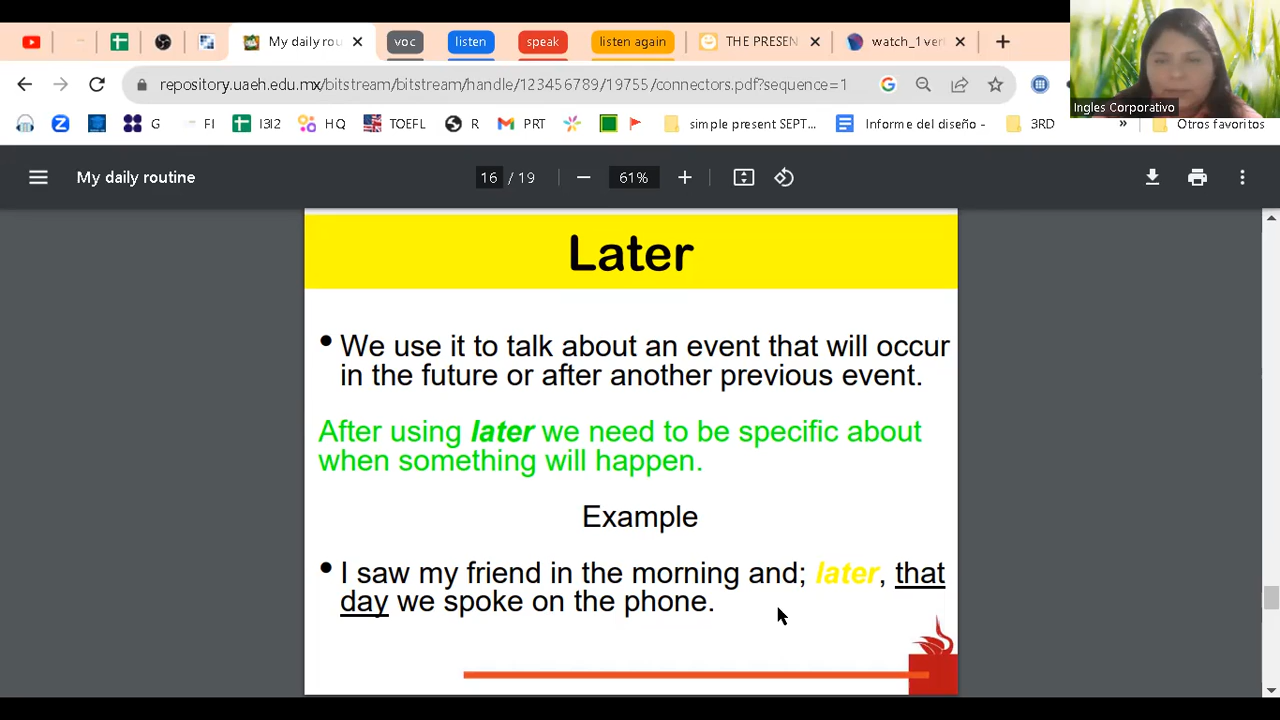 My daily rou
voc
listen
speak
listen again
THE PRESEN
watch_1 ver
repository.uaeh.edu.mx/bitstream/bitstream/handle/123456789/19755/connectors.pdf?sequence=1
Ingles Corporativo
G
FI
I3I2
HQ
TOEFL
R
PRT
simple present SEPT...
Informe del diseño -
3RD
»
Otros favoritos
My daily routine
16 / 19
61%
Later
• We use it to talk about an event that will occur
in the future or after another previous event.
After using later we need to be specific about
when something will happen.
Example
• I saw my friend in the morning and; later, that
day we spoke on the phone.